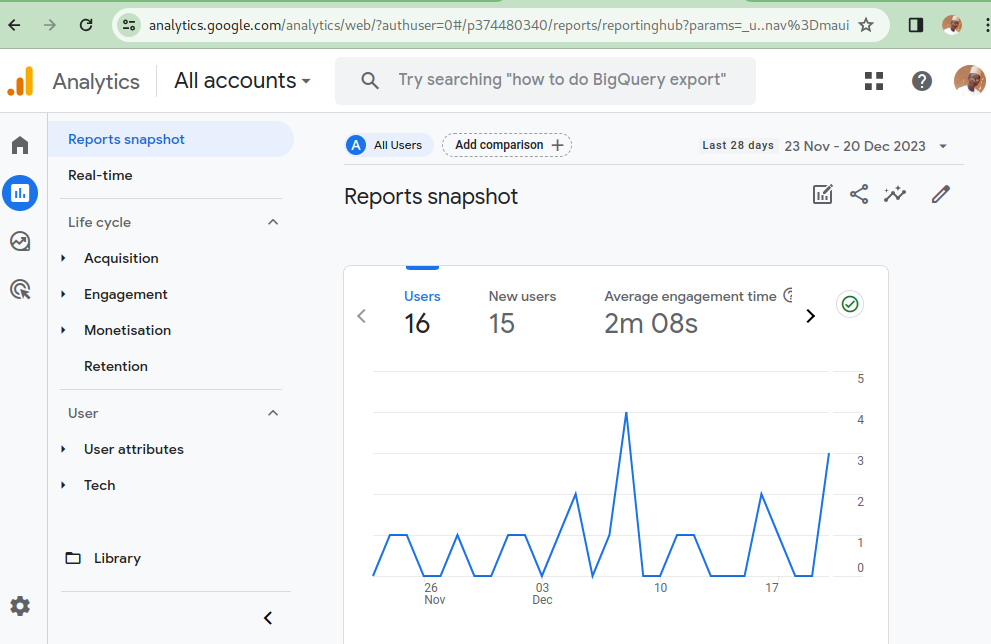 analytics.google.com/analytics/web/?authuser=0#/p374480340/reports/reportinghub?params=_u..nav%3Dmaui
Analytics
All accounts
Try searching "how to do BigQuery export"
Reports snapshot
Real-time
Life cycle
Acquisition
Engagement
Monetisation
Retention
User
User attributes
Tech
Library
A All Users
Add comparison +
Last 28 days 23 Nov - 20 Dec 2023
Reports snapshot
Users
16
New users
15
Average engagement time
2m 08s
5
4
3
2
1
0
26
Nov
03
Dec
10
17